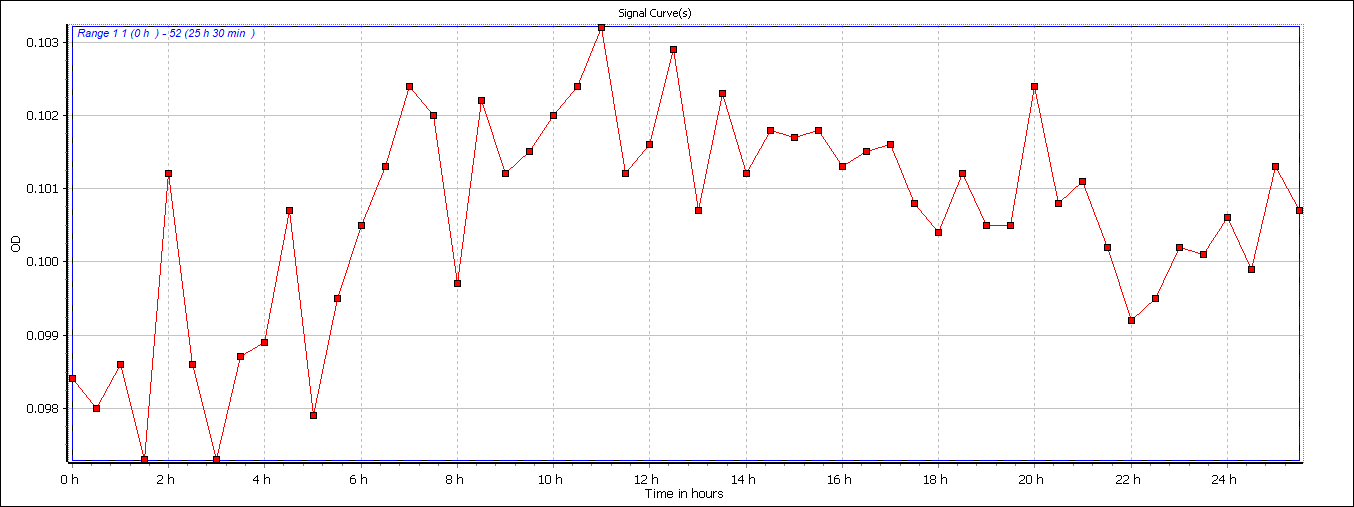 Signal Curve(s)
Range 1 1 (0 h ) - 52 (25 h 30 min )
0.103
0.102
0.101
0.100
0.099
0.098
OD
0 h 2 h 4 h 6 h 8 h 10 h 12 h 14 h 16 h 18 h 20 h 22 h 24 h
Time in hours